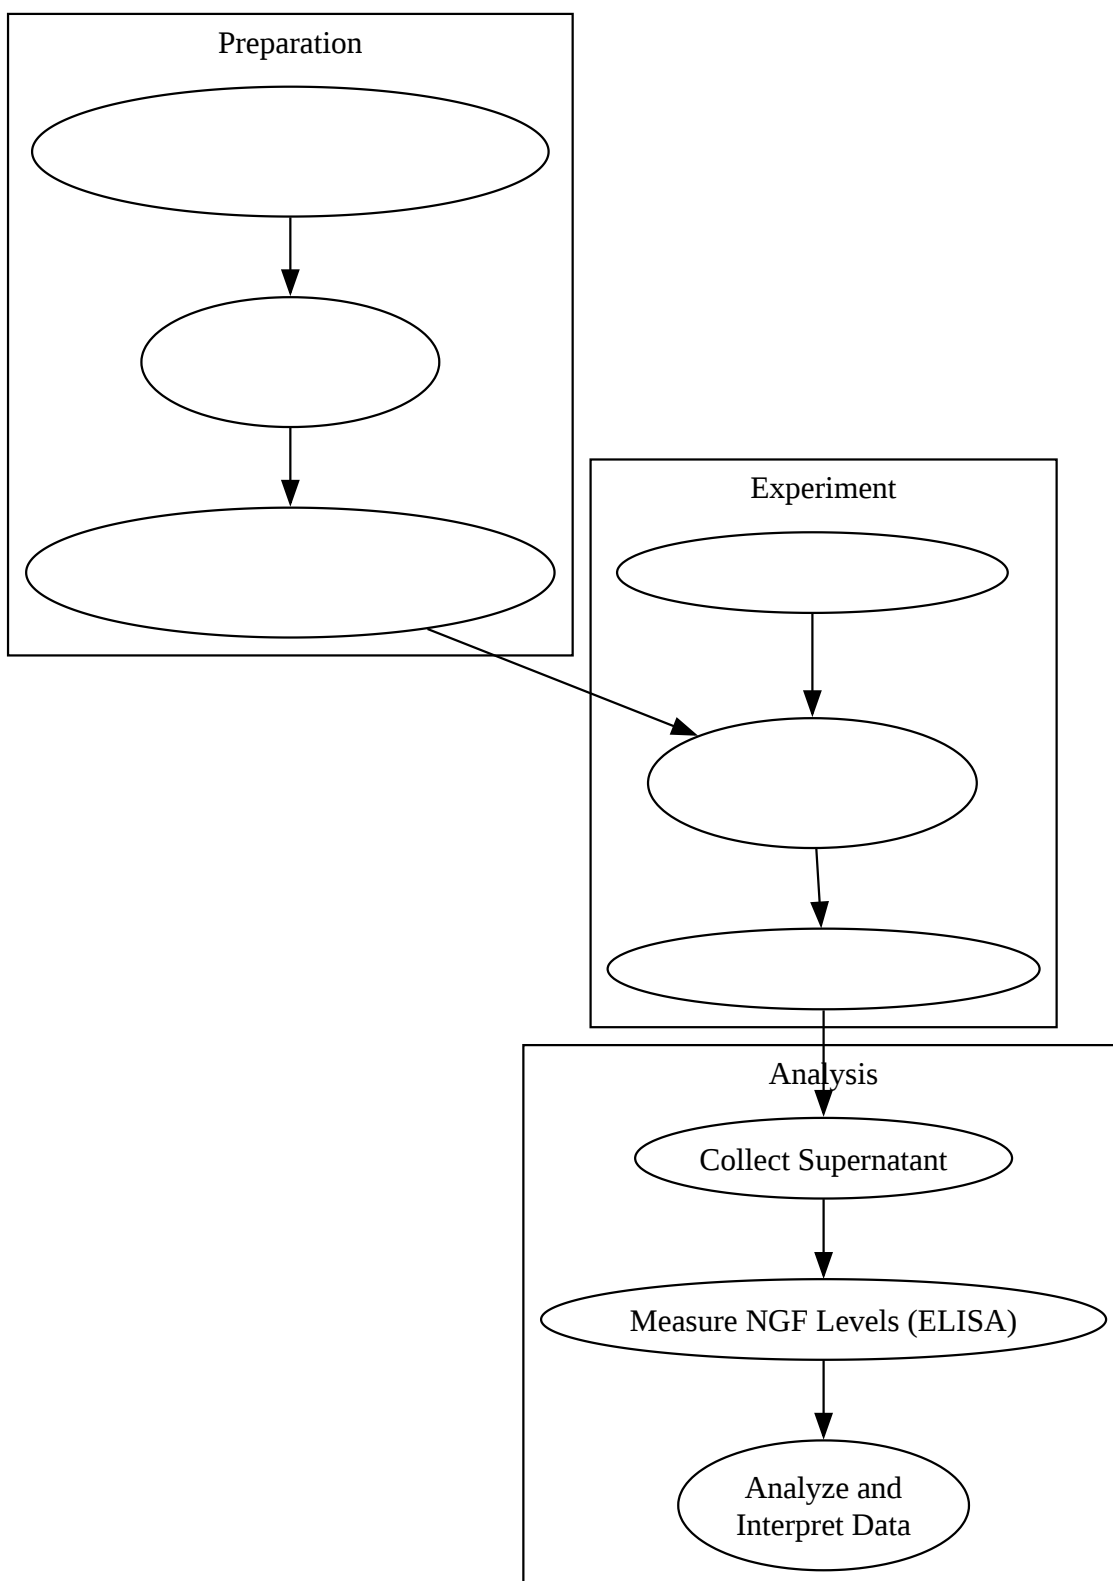 Preparation
Experiment
Analysis
Collect Supernatant
Measure NGF Levels (ELISA)
Analyze and
Interpret Data